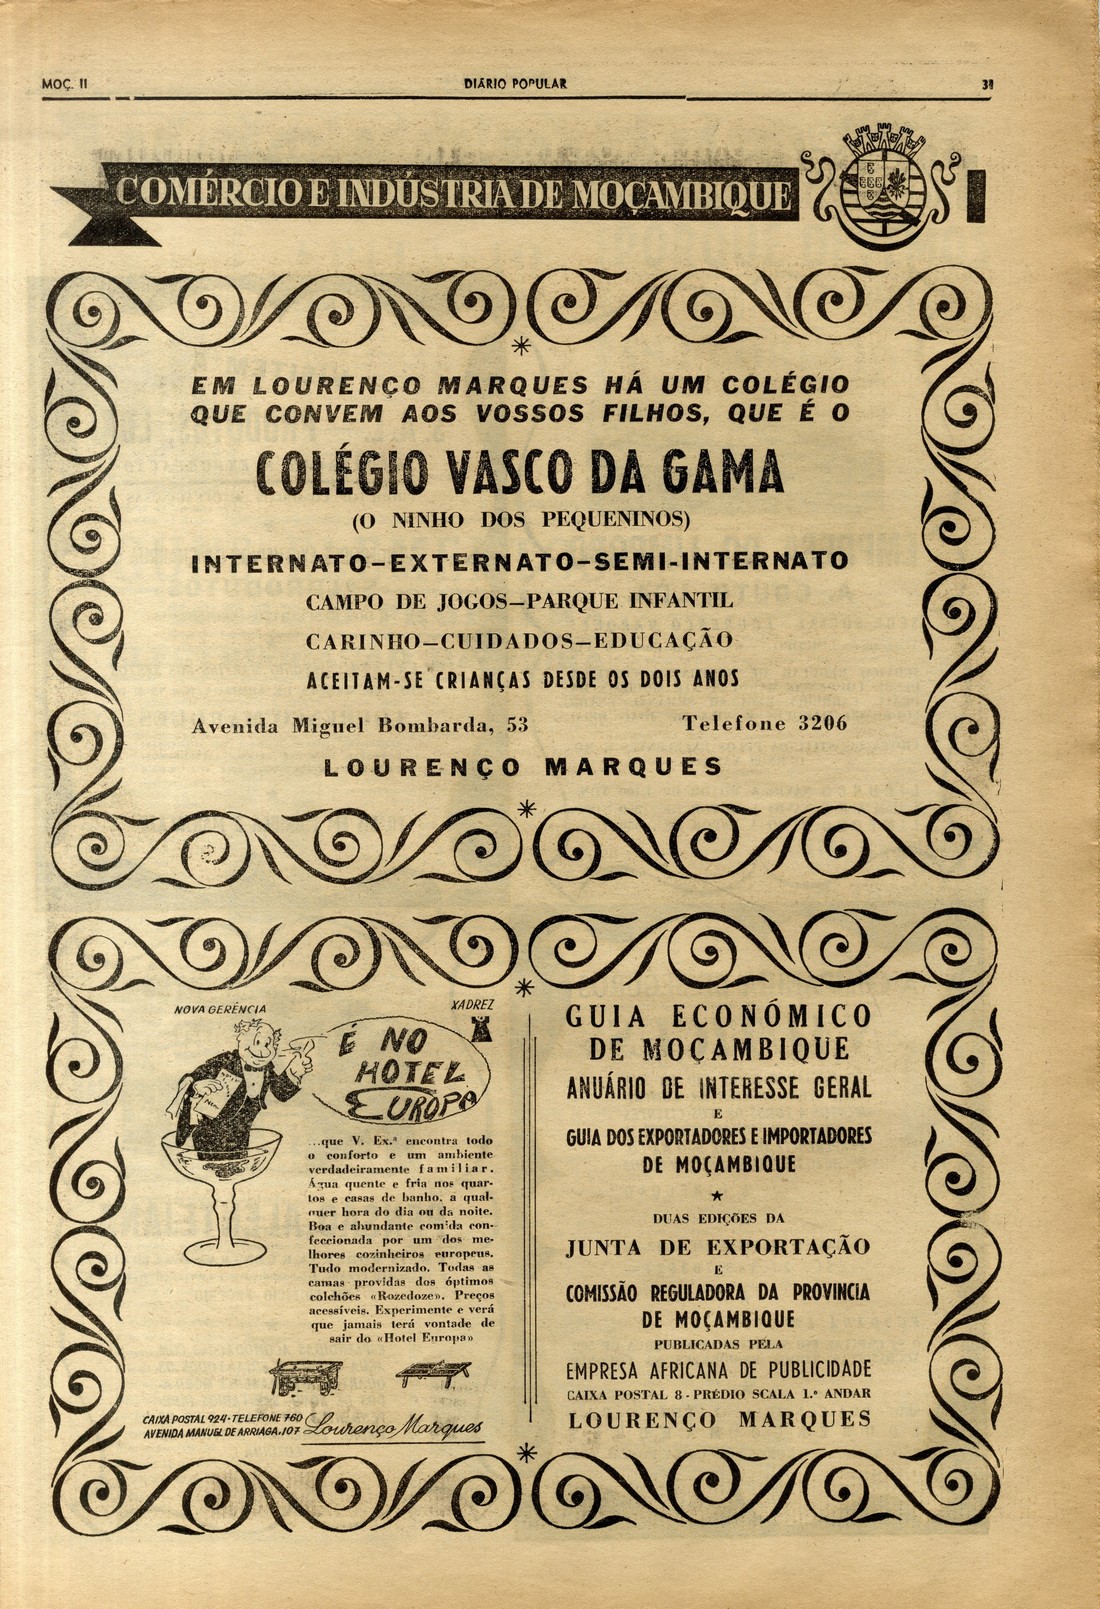 MOÇ. II
DIÁRIO POPULAR
COMÉRCIO E INDÚSTRIA DE MOÇAMBIQUE
EM LOURENÇO MARQUES HÁ UM COLÉGIO
QUE CONVEM AOS VOSSOS FILHOS, QUE É O
COLÉGIO VASCO DA GAMA
(O NINHO DOS PEQUENINOS)
INTERNATO–EXTERNATO–SEMI-INTERNATO
CAMPO DE JOGOS–PARQUE INFANTIL
CARINHO–CUIDADOS–EDUCAÇÃO
ACEITAM-SE CRIANÇAS DESDE OS DOIS ANOS
Avenida Miguel Bombarda, 53 Telefone 3206
LOURENÇO MARQUES
NOVA GERÊNCIA
XADREZ
É NO
HOTEL
EUROPA
...que V. Ex.ª encontra todo
o conforto e um ambiente
verdadeiramente familiar.
Água quente e fria nos quar-
tos e casas de banho, a qual-
quer hora do dia ou da noite.
Boa e abundante comida con-
feccionada por um dos me-
lhores cozinheiros europeus.
Tudo modernizado. Todas as
camas providas dos óptimos
colchões «Rozedoze». Preços
acessíveis. Experimente e verá
que jamais terá vontade de
sair do «Hotel Europa»
CAIXA POSTAL 924 - TELEFONE 760
AVENIDA MANUEL DE ARRIAGA, 107
Lourenço Marques
GUIA ECONÓMICO
DE MOÇAMBIQUE
ANUÁRIO DE INTERESSE GERAL
E
GUIA DOS EXPORTADORES E IMPORTADORES
DE MOÇAMBIQUE
DUAS EDIÇÕES DA
JUNTA DE EXPORTAÇÃO
E
COMISSÃO REGULADORA DA PROVINCIA
DE MOÇAMBIQUE
PUBLICADAS PELA
EMPRESA AFRICANA DE PUBLICIDADE
CAIXA POSTAL 8 - PRÉDIO SCALA 1.º ANDAR
LOURENÇO MARQUES